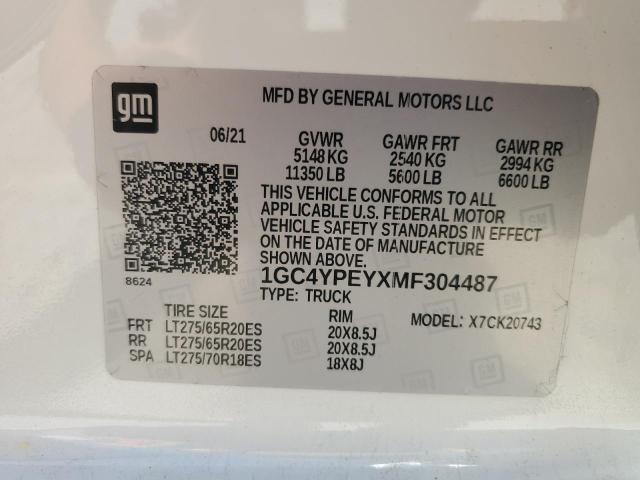 gm
MFD BY GENERAL MOTORS LLC
06/21 GVWR GAWR FRT GAWR RR
5148 KG 2540 KG 2994 KG
11350 LB 5600 LB 6600 LB
THIS VEHICLE CONFORMS TO ALL
APPLICABLE U.S. FEDERAL MOTOR
VEHICLE SAFETY STANDARDS IN EFFECT
ON THE DATE OF MANUFACTURE
SHOWN ABOVE.
8624
1GC4YPEYXMF304487
TYPE: TRUCK
TIRE SIZE RIM MODEL: X7CK20743
FRT LT275/65R20ES 20X8.5J
RR LT275/65R20ES 20X8.5J
SPA LT275/70R18ES 18X8J